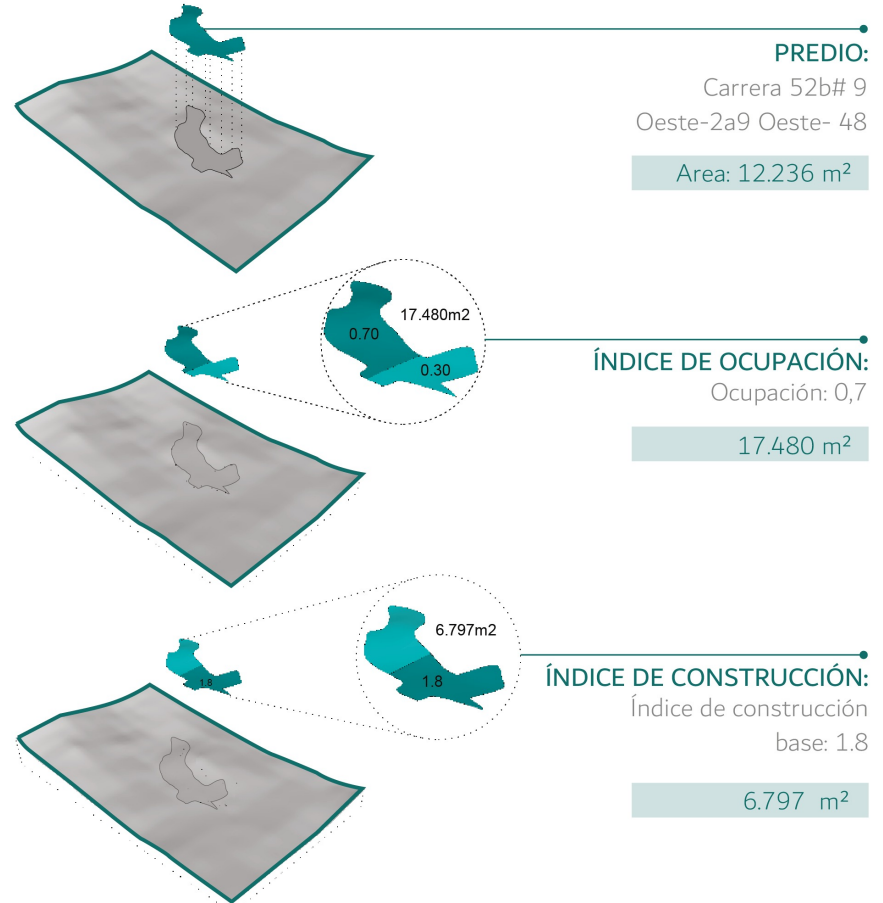 PREDIO:
Carrera 52b# 9
Oeste-2a9 Oeste- 48
Area: 12.236 m²
17.480m2
0.70
0.30
ÍNDICE DE OCUPACIÓN:
Ocupación: 0,7
17.480 m²
6.797m2
1.8
1.8
ÍNDICE DE CONSTRUCCIÓN:
Índice de construcción
base: 1.8
6.797 m²